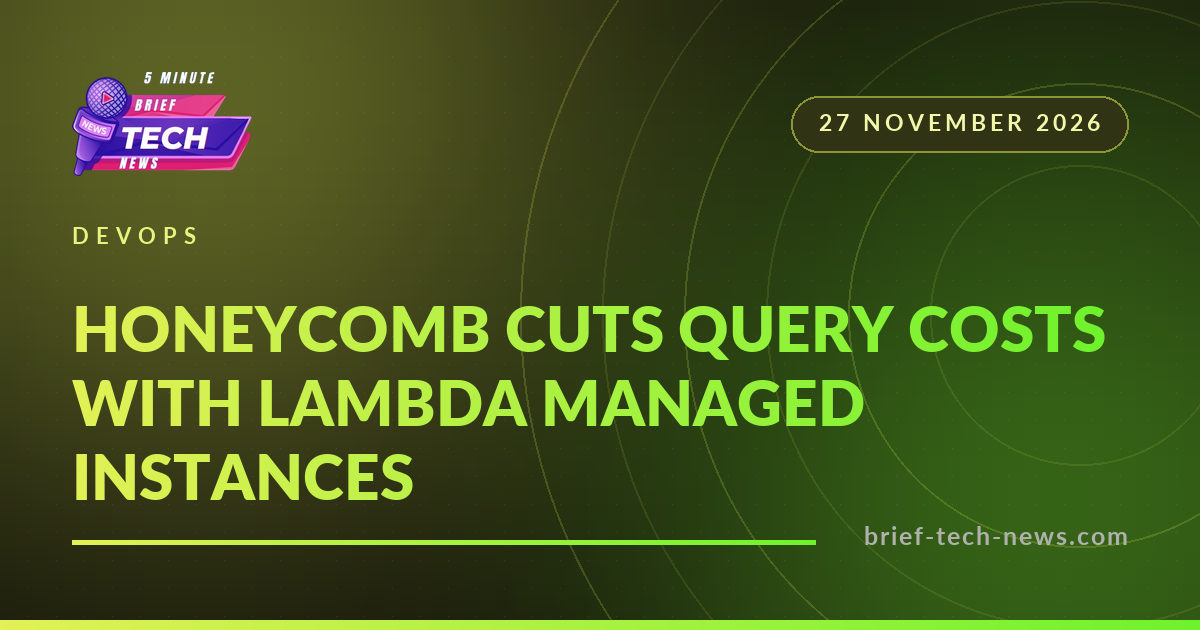 5 MINUTE
BRIEF
NEWS
TECH
NEWS
27 NOVEMBER 2026
DEVOPS
HONEYCOMB CUTS QUERY COSTS
WITH LAMBDA MANAGED
INSTANCES
brief-tech-news.com